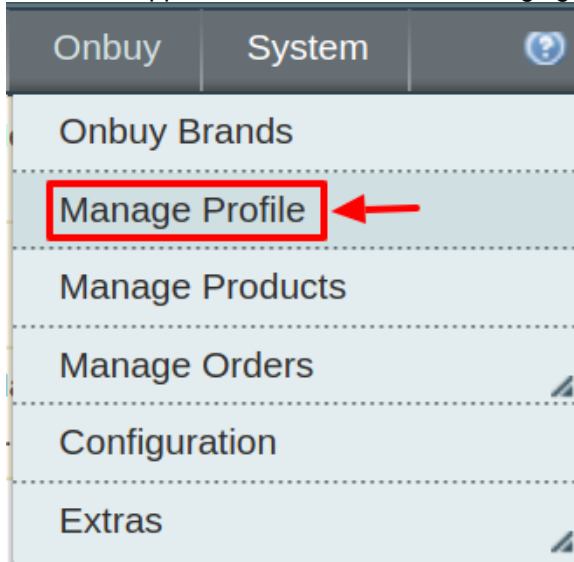 Onbuy System
Onbuy Brands
Manage Profile
Manage Products
Manage Orders
Configuration
Extras